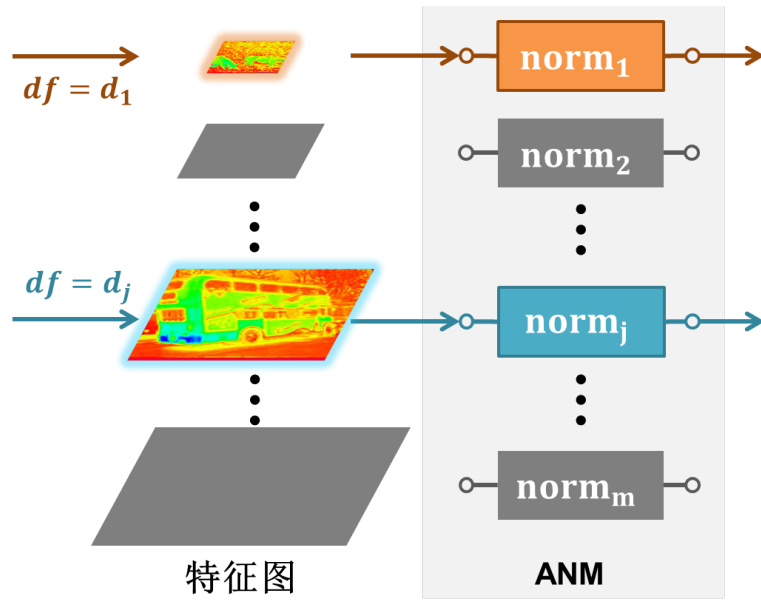 df = d₁
norm₁
norm₂
df = dⱼ
normⱼ
normₘ
特征图
ANM